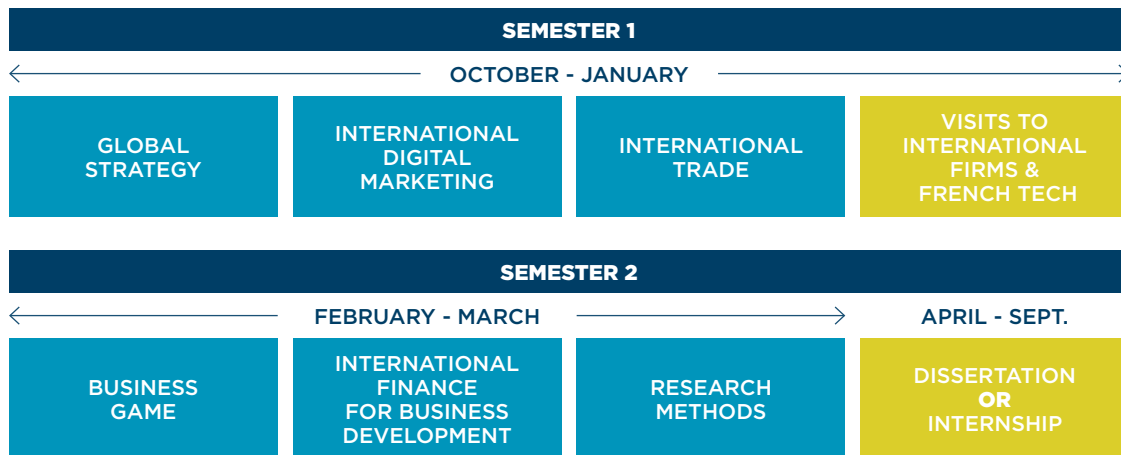 SEMESTER 1
OCTOBER - JANUARY
GLOBAL
STRATEGY
INTERNATIONAL
DIGITAL
MARKETING
INTERNATIONAL
TRADE
VISITS TO
INTERNATIONAL
FIRMS &
FRENCH TECH
SEMESTER 2
FEBRUARY - MARCH
APRIL - SEPT.
BUSINESS
GAME
INTERNATIONAL
FINANCE
FOR BUSINESS
DEVELOPMENT
RESEARCH
METHODS
DISSERTATION
OR
INTERNSHIP